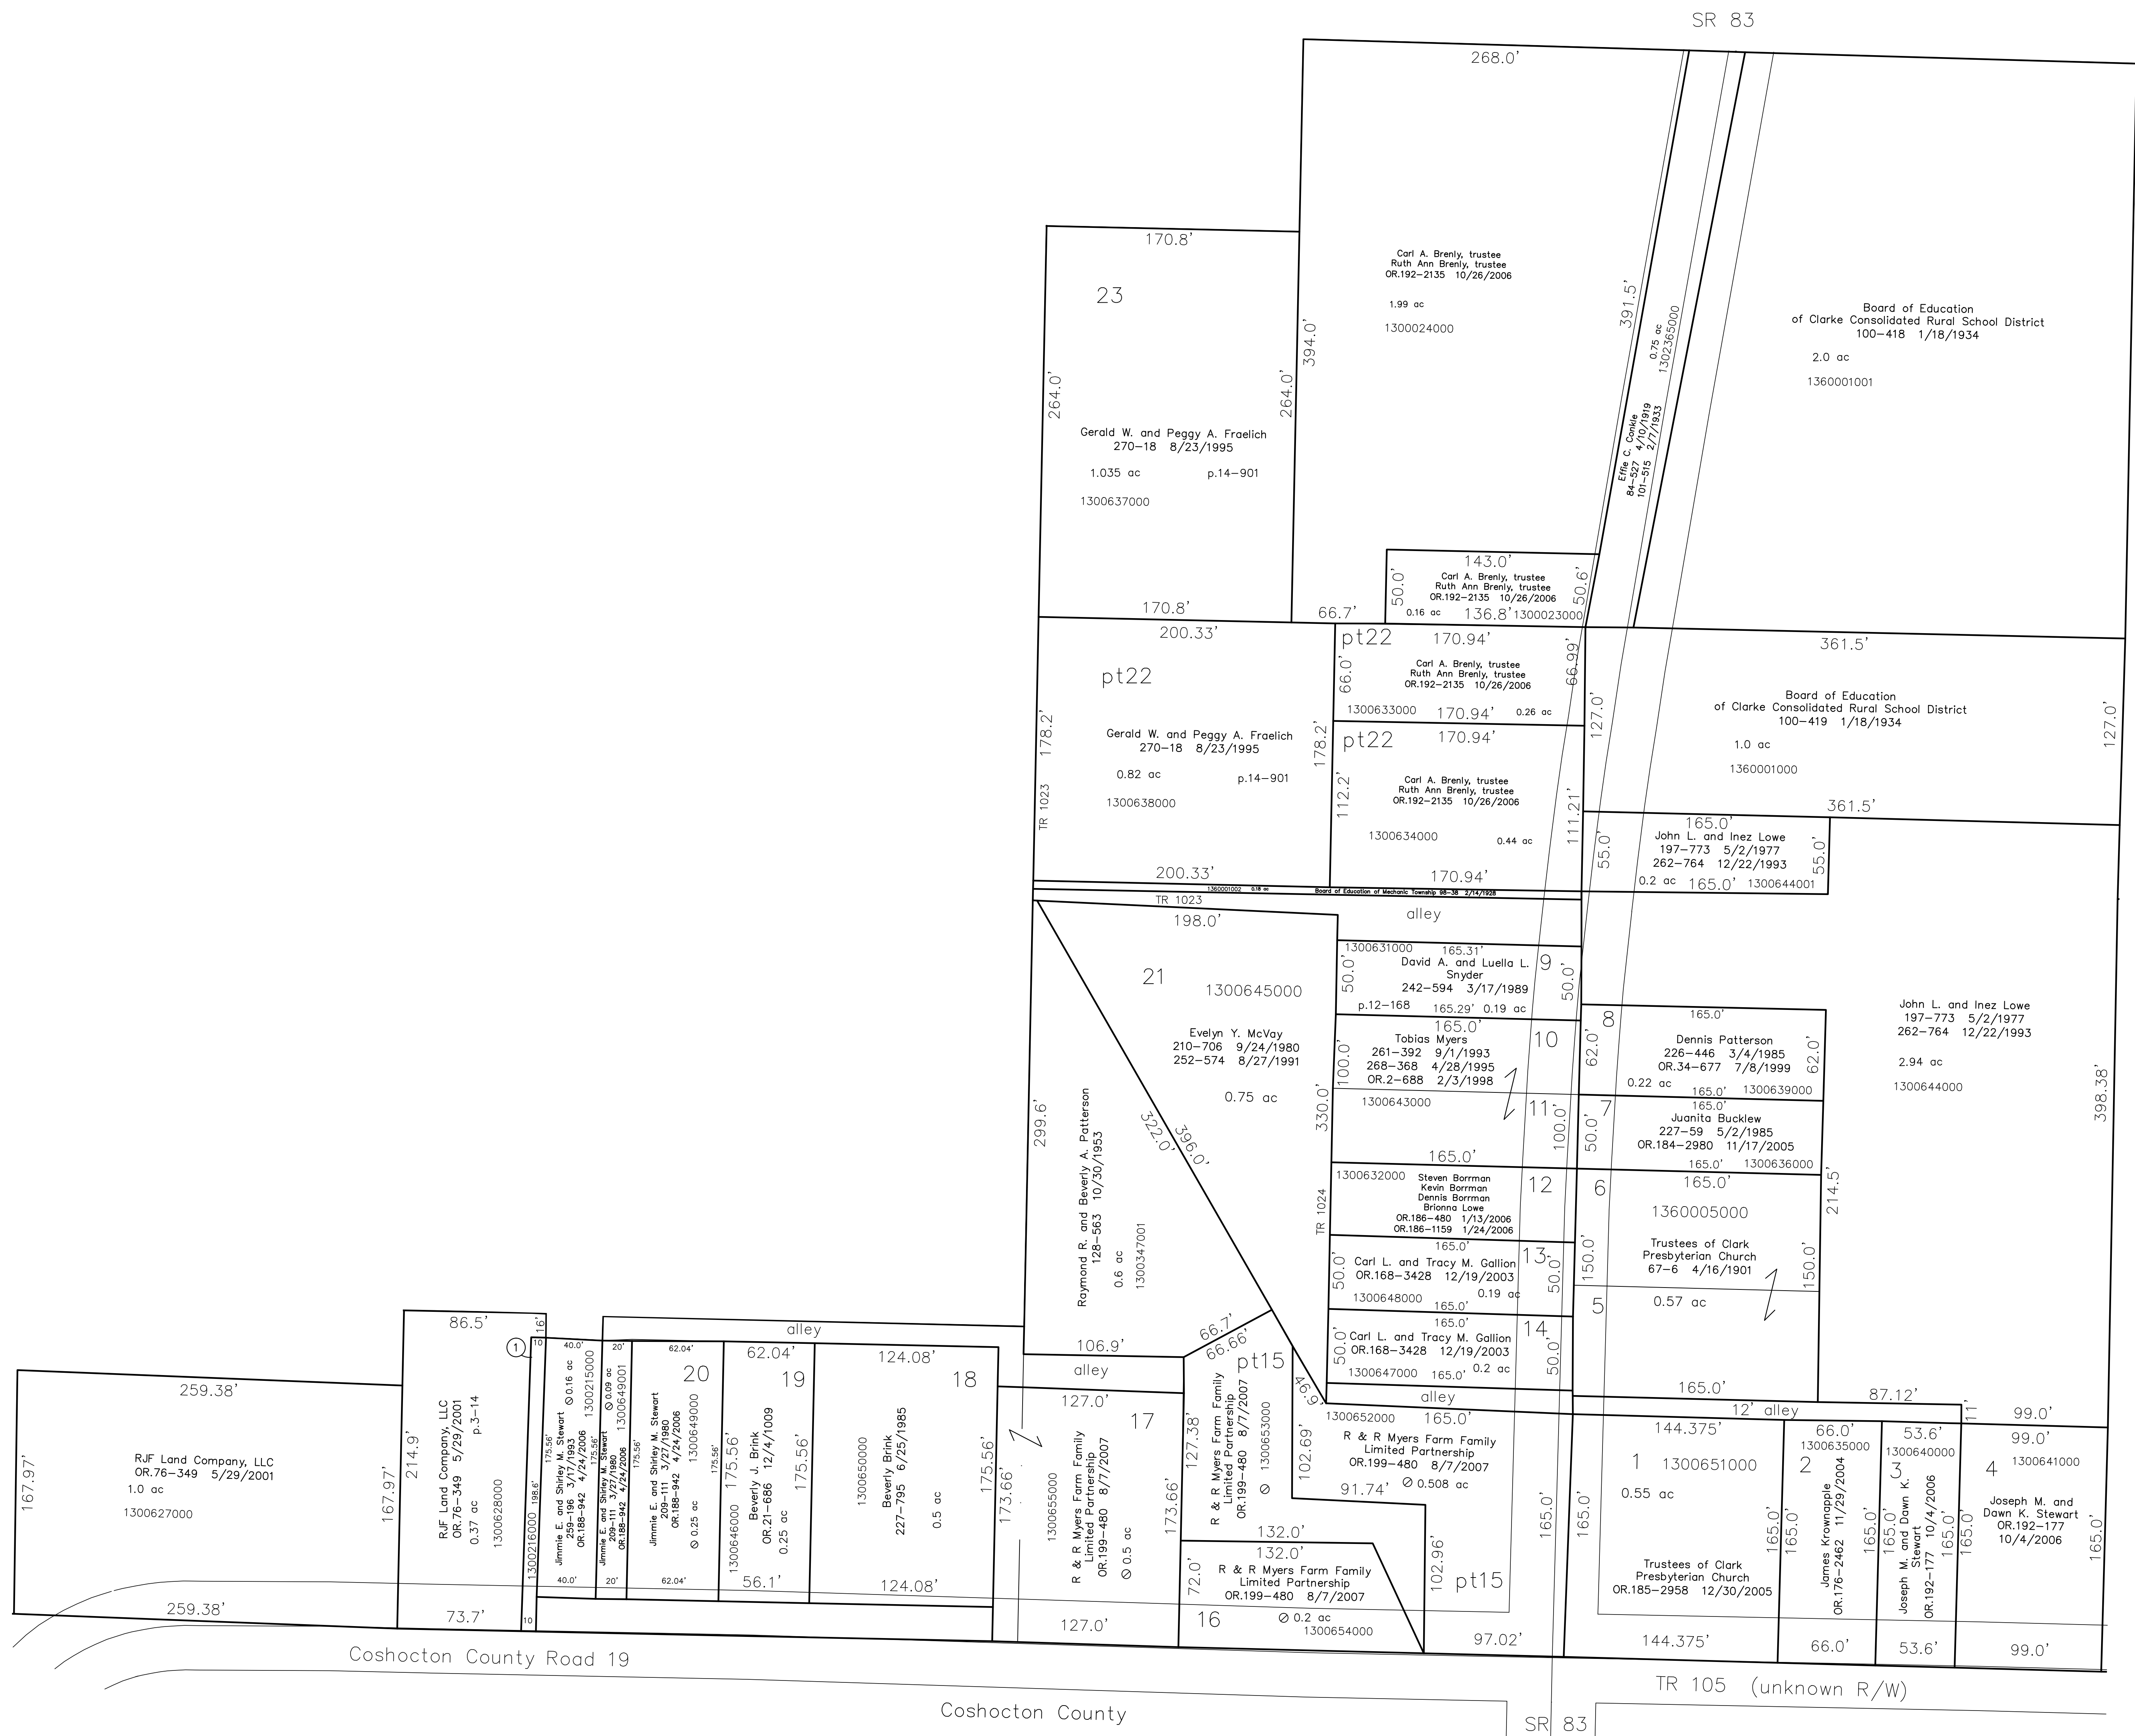 SR 83
268.0'
170.8'
23
264.0'
264.0'
394.0'
Gerald W. and Peggy A. Fraelich
270-18 8/23/1995
1.035 ac p.14-901
1300637000
170.8'
Carl A. Brenly, trustee
Ruth Ann Brenly, trustee
OR.192-2135 10/26/2006
1.99 ac
1300024000
391.5'
0.75 ac
1302365000
Effie C. Conkle
84-527 4/10/1919
101-515 2/7/1933
Board of Education
of Clarke Consolidated Rural School District
100-418 1/18/1934
2.0 ac
1360001001
143.0'
50.0'
Carl A. Brenly, trustee
Ruth Ann Brenly, trustee
OR.192-2135 10/26/2006
50.6'
66.7'
0.16 ac 136.8' 1300023000
200.33'
pt22
178.2'
TR 1023
Gerald W. and Peggy A. Fraelich
270-18 8/23/1995
0.82 ac p.14-901
1300638000
178.2'
200.33'
pt22 170.94'
66.0'
Carl A. Brenly, trustee
Ruth Ann Brenly, trustee
OR.192-2135 10/26/2006
66.99'
1300633000 170.94' 0.26 ac
pt22 170.94'
112.2'
Carl A. Brenly, trustee
Ruth Ann Brenly, trustee
OR.192-2135 10/26/2006
111.21'
1300634000 0.44 ac
170.94'
361.5'
127.0'
Board of Education
of Clarke Consolidated Rural School District
100-419 1/18/1934
1.0 ac
1360001000
127.0'
361.5'
165.0'
55.0'
John L. and Inez Lowe
197-773 5/2/1977
262-764 12/22/1993
55.0'
0.2 ac 165.0' 1300644001
1360001002 0.18 ac Board of Education of Mechanic Township 98-38 2/14/1928
TR 1023
alley
198.0'
21
1300645000
Evelyn Y. McVay
210-706 9/24/1980
252-574 8/27/1991
0.75 ac
330.0'
TR 1024
396.0'
322.0'
299.6'
Raymond R. and Beverly A. Patterson
128-563 10/30/1953
0.6 ac
1300347001
66.7'
106.9'
1300631000 165.31'
50.0'
David A. and Luella L.
Snyder
9
242-594 3/17/1989
50.0'
p.12-168 165.29' 0.19 ac
165.0'
Tobias Myers
10
261-392 9/1/1993
268-368 4/28/1995
OR.2-688 2/3/1998
100.0'
1300643000
11
100.0'
165.0'
1300632000
Steven Borrman
Kevin Borrman
Dennis Borrman
Brionna Lowe
12
OR.186-480 1/13/2006
OR.186-1159 1/24/2006
165.0'
13
50.0'
Carl L. and Tracy M. Gallion
OR.168-3428 12/19/2003
50.0'
0.19 ac
1300648000
165.0'
165.0'
14
50.0'
Carl L. and Tracy M. Gallion
OR.168-3428 12/19/2003
50.0'
1300647000 165.0' 0.2 ac
alley
8
165.0'
62.0'
Dennis Patterson
226-446 3/4/1985
OR.34-677 7/8/1999
62.0'
0.22 ac 165.0' 1300639000
7
165.0'
50.0'
Juanita Bucklew
227-59 5/2/1985
OR.184-2980 11/17/2005
165.0' 1300636000
6
165.0'
1360005000
Trustees of Clark
Presbyterian Church
67-6 4/16/1901
150.0'
150.0'
5
0.57 ac
165.0'
John L. and Inez Lowe
197-773 5/2/1977
262-764 12/22/1993
2.94 ac
1300644000
398.38'
214.5'
87.12'
11'
99.0'
12' alley
259.38'
167.97'
RJF Land Company, LLC
OR.76-349 5/29/2001
1.0 ac
1300627000
167.97'
259.38'
86.5'
16'
214.9'
RJF Land Company, LLC
OR.76-349 5/29/2001
0.37 ac p.3-14
1300628000
73.7'
1
10
1300216000 198.6'
10
40.0'
175.56'
Jimmie E. and Shirley M. Stewart
259-196 3/17/1993
OR.188-942 4/24/2006
0.16 ac
1300215000
175.56'
40.0'
20'
Jimmie E. and Shirley M. Stewart
209-111 3/27/1980
OR.188-942 4/24/2006
0.09 ac
1300649001
175.56'
20'
alley
62.04'
20
Jimmie E. and Shirley M. Stewart
209-111 3/27/1980
OR.188-942 4/24/2006
0.25 ac
1300649000
175.56'
62.04'
62.04'
19
1300646000 175.56'
Beverly J. Brink
OR.21-686 12/4/1009
0.25 ac
175.56'
56.1'
124.08'
18
1300650000
Beverly Brink
227-795 6/25/1985
0.5 ac
175.56'
124.08'
alley
127.0'
17
173.66'
1300655000
R & R Myers Farm Family
Limited Partnership
OR.199-480 8/7/2007
0.5 ac
173.66'
127.0'
66.66'
pt15
127.38'
R & R Myers Farm Family
Limited Partnership
OR.199-480 8/7/2007
1300653000
102.69'
46.9'
132.0'
132.0'
72.0'
R & R Myers Farm Family
Limited Partnership
OR.199-480 8/7/2007
16
0.2 ac
1300654000
1300652000 165.0'
R & R Myers Farm Family
Limited Partnership
OR.199-480 8/7/2007
91.74' 0.508 ac
102.96'
pt15
165.0'
97.02'
144.375'
1 1300651000
0.55 ac
165.0'
165.0'
Trustees of Clark
Presbyterian Church
OR.185-2958 12/30/2005
144.375'
66.0'
1300635000
2
165.0'
James Krownapple
OR.176-2462 11/29/2004
165.0'
66.0'
53.6'
1300640000
3
165.0'
Joseph M. and Dawn K.
Stewart
OR.192-177 10/4/2006
165.0'
53.6'
99.0'
1300641000
4
165.0'
Joseph M. and
Dawn K. Stewart
OR.192-177
10/4/2006
165.0'
99.0'
Coshocton County Road 19
TR 105 (unknown R/W)
Coshocton County
SR 83